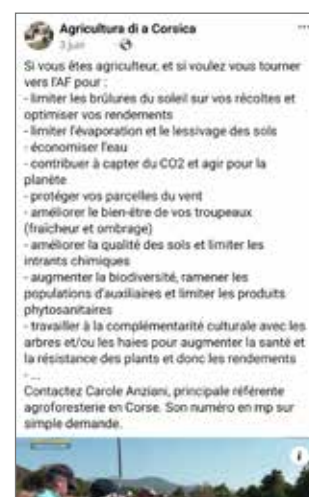 Agricultura di a Corsica
3 juin
Si vous êtes agriculteur, et si voulez vous tourner
vers l'AF pour :
- limiter les brûlures du soleil sur vos récoltes et
optimiser vos rendements
- limiter l'évaporation et le lessivage des sols
- économiser l'eau
- contribuer à capter du CO2 et agir pour la
planète
- protéger vos parcelles du vent
- améliorer le bien-être de vos troupeaux
(fraîcheur et ombrage)
- améliorer la qualité des sols et limiter les
intrants chimiques
- augmenter la biodiversité, ramener les
populations d'auxiliaires et limiter les produits
phytosanitaires
- travailler à la complémentarité culturale avec les
arbres et/ou les haies pour augmenter la santé et
la résistance des plants et donc les rendements
- ...
Contactez Carole Anziani, principale référente
agroforesterie en Corse. Son numéro en mp sur
simple demande.